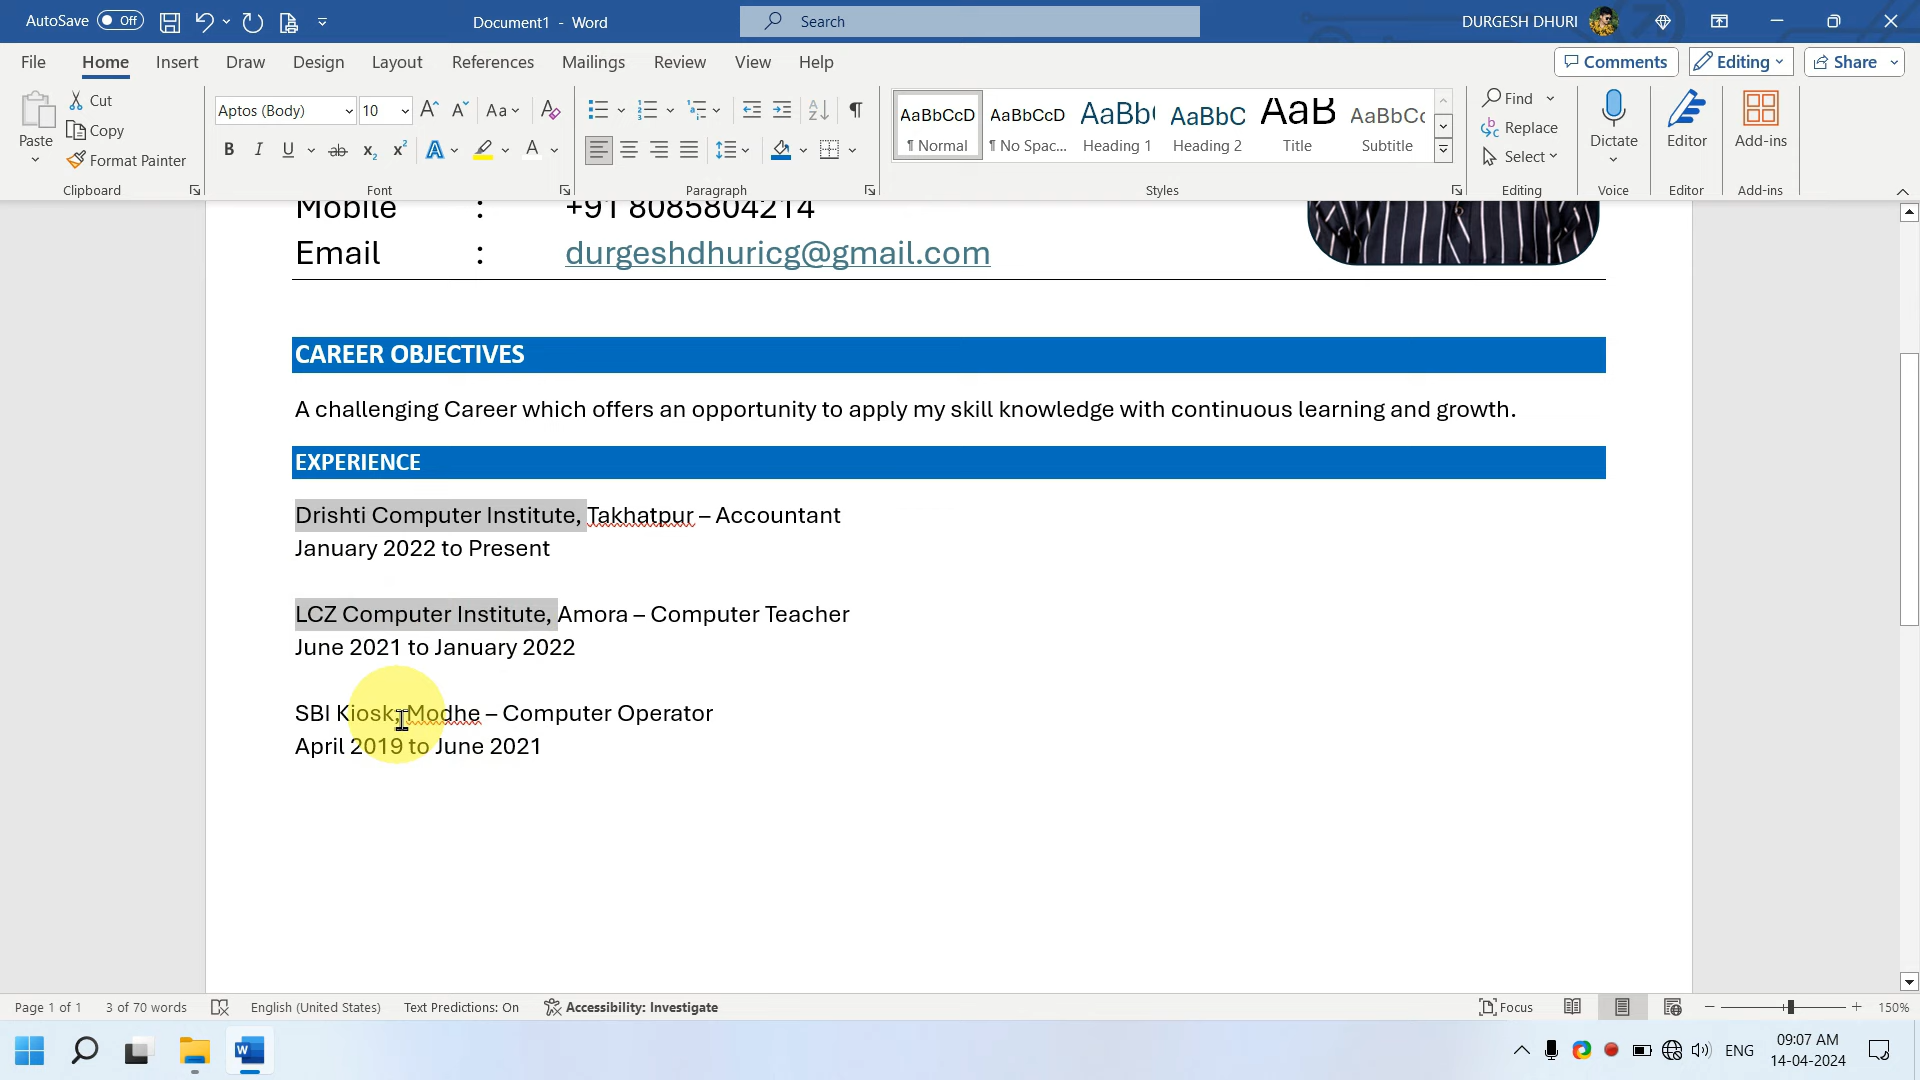 AutoSave Off Document1 - Word Search DURGESH DHURI
File Home Insert Draw Design Layout References Mailings Review View Help Comments Editing Share
Paste Cut Copy Format Painter
Aptos (Body) 10
AaBbCcD AaBbCcD AaBb( AaBbC AaB AaBbCc
¶ Normal ¶ No Spac... Heading 1 Heading 2 Title Subtitle
Find Replace Select
Dictate Editor Add-ins
Clipboard Font Paragraph Styles Editing Voice Editor Add-ins
Mobile : +91 8085804214
Email : durgeshdhuricg@gmail.com
CAREER OBJECTIVES
A challenging Career which offers an opportunity to apply my skill knowledge with continuous learning and growth.
EXPERIENCE
Drishti Computer Institute, Takhatpur – Accountant
January 2022 to Present
LCZ Computer Institute, Amora – Computer Teacher
June 2021 to January 2022
SBI Kiosk, Modhe – Computer Operator
April 2019 to June 2021
Page 1 of 1 3 of 70 words English (United States) Text Predictions: On Accessibility: Investigate Focus 150%
ENG 09:07 AM
14-04-2024